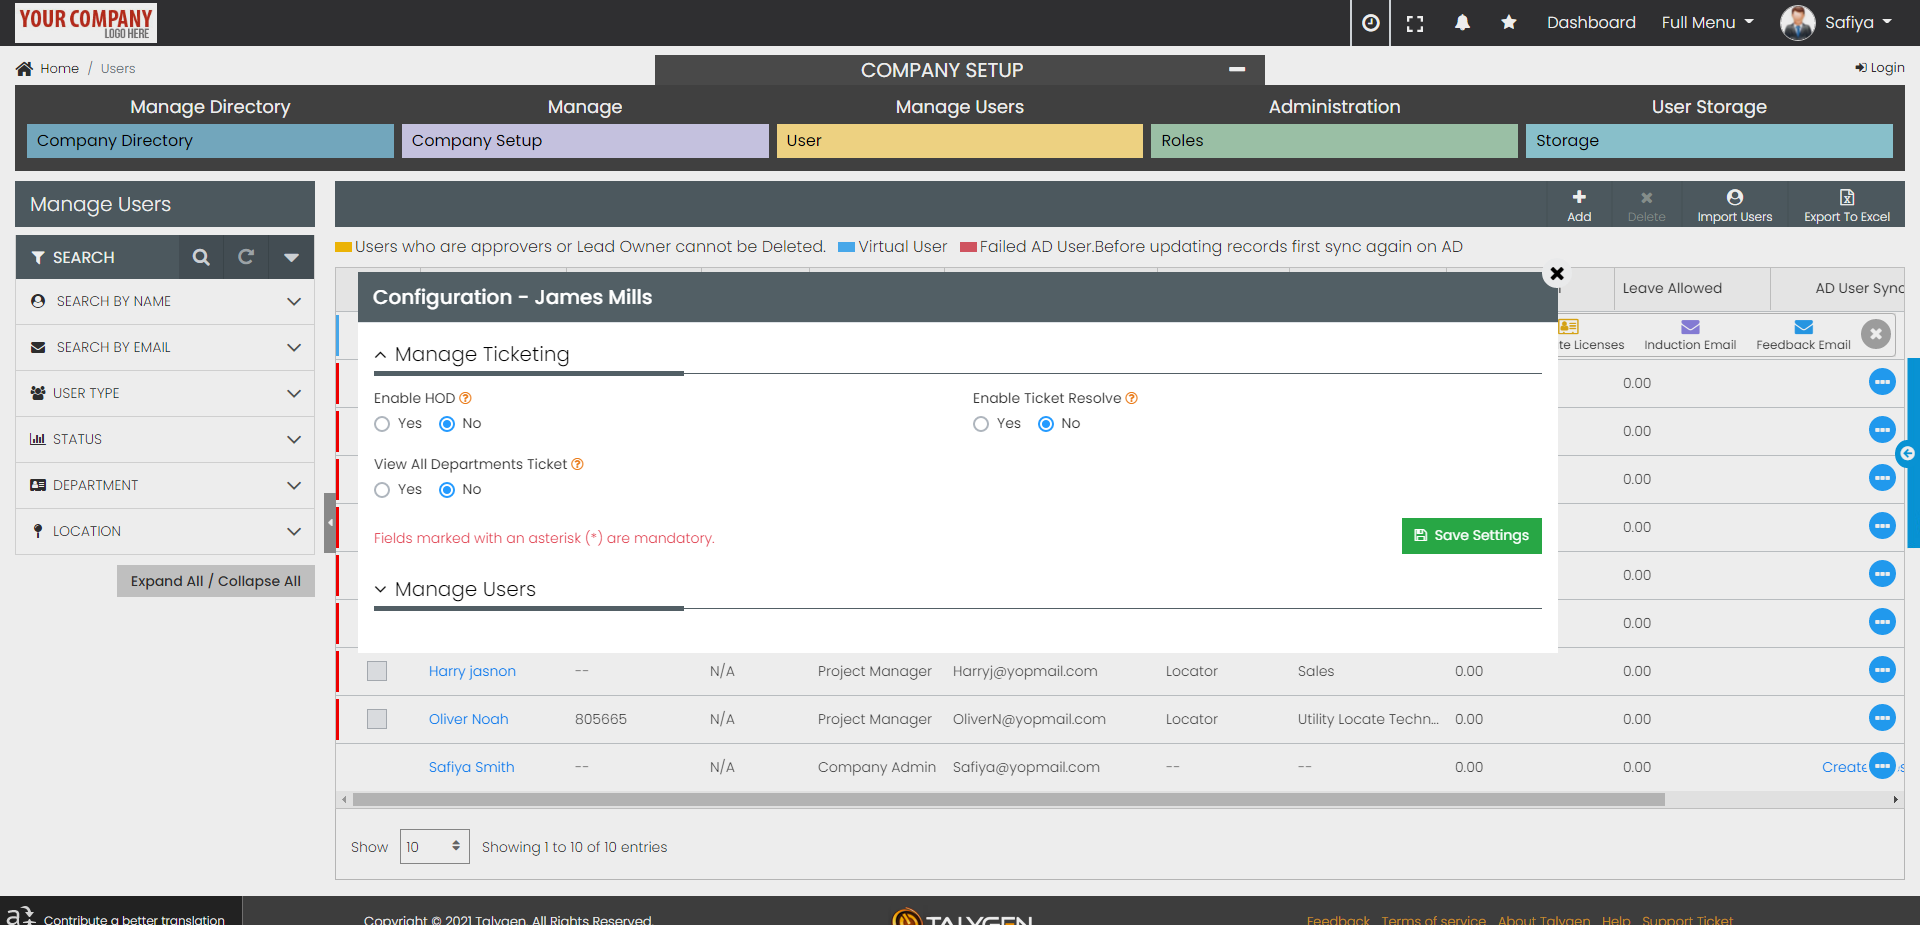 YOUR COMPANY
LOGO HERE
Dashboard
Full Menu
Safiya
Home / Users
COMPANY SETUP
Login
Manage Directory
Manage
Manage Users
Administration
User Storage
Company Directory
Company Setup
User
Roles
Storage
Manage Users
Add
Delete
Import Users
Export To Excel
SEARCH
Users who are approvers or Lead Owner cannot be Deleted.
Virtual User
Failed AD User.Before updating records first sync again on AD
SEARCH BY NAME
SEARCH BY EMAIL
USER TYPE
STATUS
DEPARTMENT
LOCATION
Expand All / Collapse All
Leave Allowed
AD User Sync
te Licenses
Induction Email
Feedback Email
Configuration - James Mills
Manage Ticketing
Enable HOD
Yes No
Enable Ticket Resolve
Yes No
View All Departments Ticket
Yes No
Fields marked with an asterisk (*) are mandatory.
Save Settings
Manage Users
0.00
0.00
0.00
0.00
0.00
0.00
Harry jasnon -- N/A Project Manager Harryj@yopmail.com Locator Sales 0.00 0.00
Oliver Noah 805665 N/A Project Manager OliverN@yopmail.com Locator Utility Locate Techn... 0.00 0.00
Safiya Smith -- N/A Company Admin Safiya@yopmail.com -- -- 0.00 0.00 Create
Show 10 Showing 1 to 10 of 10 entries
Contribute a better translation
Copyright © 2021 Talygen. All Rights Reserved.
TALYGEN
Feedback Terms of service About Talygen Help Support Ticket